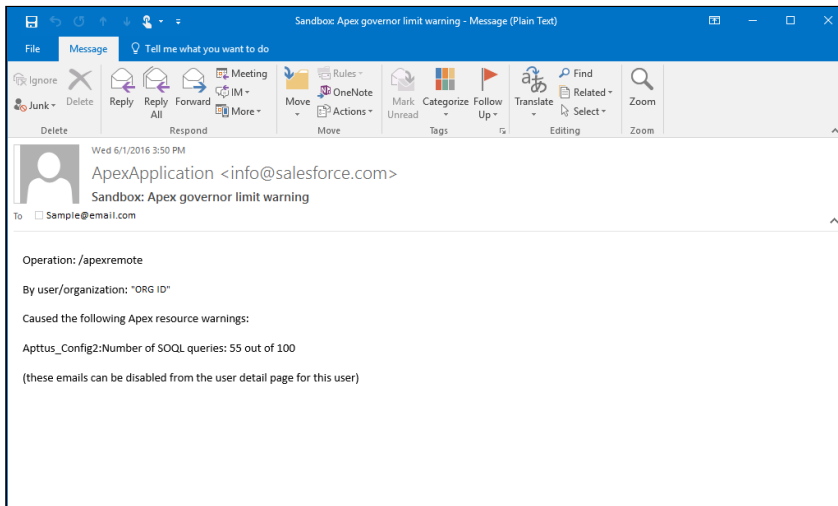 Sandbox: Apex governor limit warning - Message (Plain Text)
File Message Tell me what you want to do
Ignore
Junk
Delete
Reply
Reply All
Forward
Meeting
IM
More
Move
Rules
OneNote
Actions
Mark Unread
Categorize
Follow Up
Translate
Find
Related
Select
Zoom
Delete Respond Move Tags Editing Zoom
Wed 6/1/2016 3:50 PM
ApexApplication <info@salesforce.com>
Sandbox: Apex governor limit warning
To Sample@email.com
Operation: /apexremote
By user/organization: "ORG ID"
Caused the following Apex resource warnings:
Apttus_Config2:Number of SOQL queries: 55 out of 100
(these emails can be disabled from the user detail page for this user)